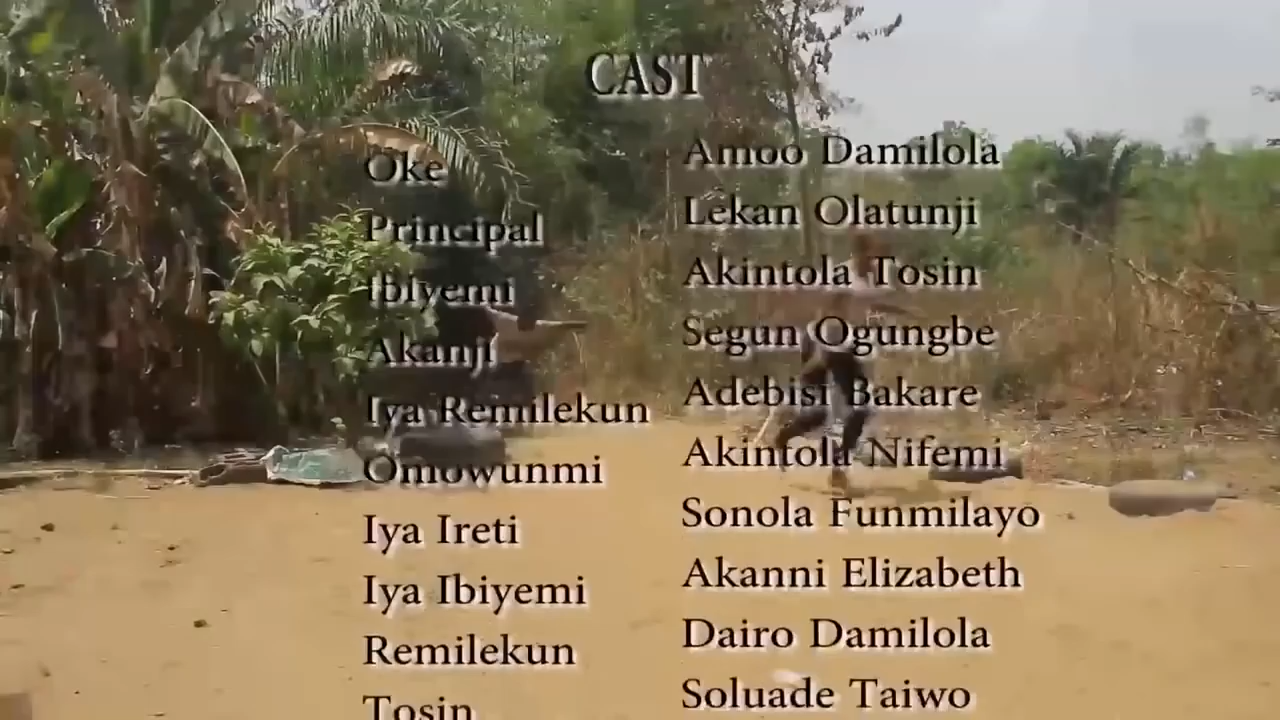 CAST
Oke Amoo Damilola
Principal Lekan Olatunji
Ibiyemi Akintola Tosin
Akanji Segun Ogungbe
Iya Remilekun Adebisi Bakare
Omowunmi Akintola Nifemi
Iya Ireti Sonola Funmilayo
Iya Ibiyemi Akanni Elizabeth
Remilekun Dairo Damilola
Tosin Soluade Taiwo